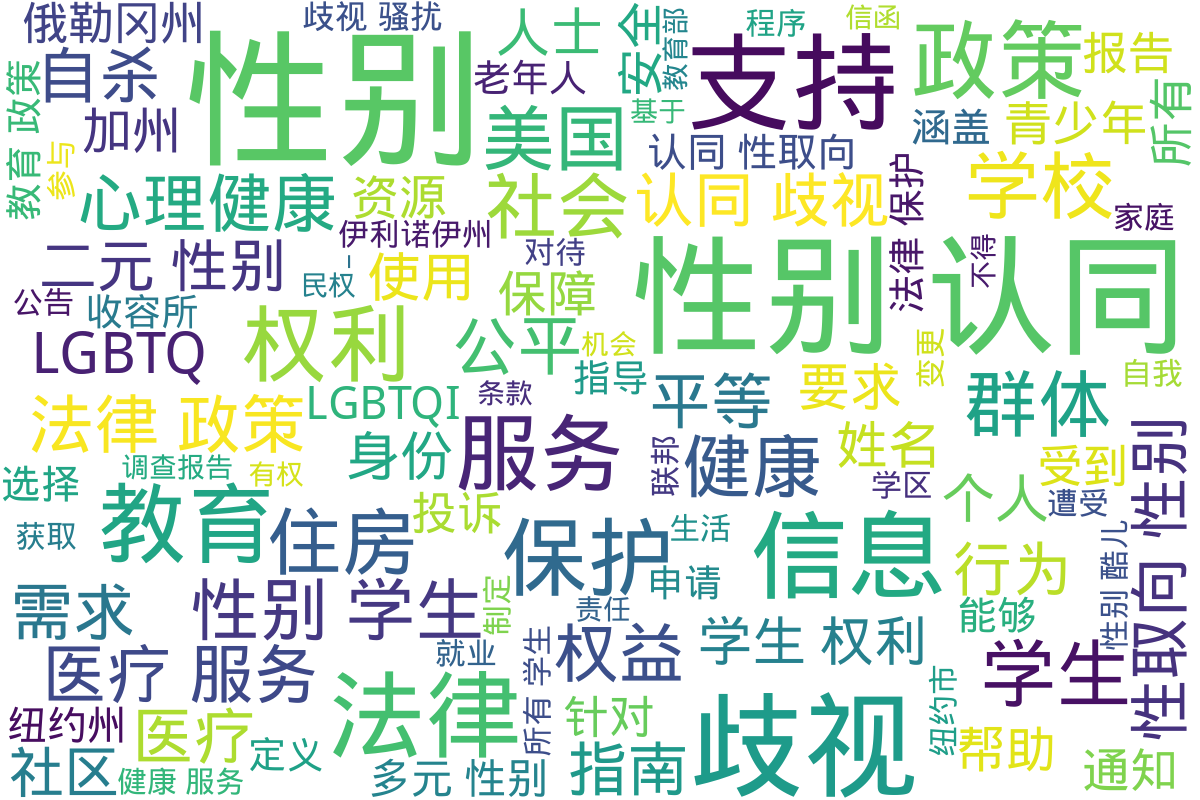 俄勒冈州
歧视 骚扰
人士
安全
教育部
程序
信函
政策
报告
性别
支持
自杀
老年人
教育 政策
加州
美国
基于
涵盖
青少年
所有
参与
认同 性取向
心理健康
资源
社会
认同 歧视
保护
学校
家庭
伊利诺伊州
二元 性别
对待
性别认同
法律
不得
民权
使用
保障
公告
收容所
LGBTQ
权利
公平
机会
变更
自我
指导
平等
要求
群体
LGBTQI
条款
法律 政策
身份
服务
联邦
健康
姓名
学区
受到
性取向 性别
选择
调查报告
有权
教育
住房
投诉
保护
生活
信息
个人
遭受
获取
行为
性别 酷儿
需求
性别 学生
制定
责任
申请
能够
医疗 服务
就业
所有 学生
权益
学生 权利
学生
纽约州
医疗
法律
针对
歧视
纽约市
帮助
通知
社区
定义
健康 服务
多元 性别
指南